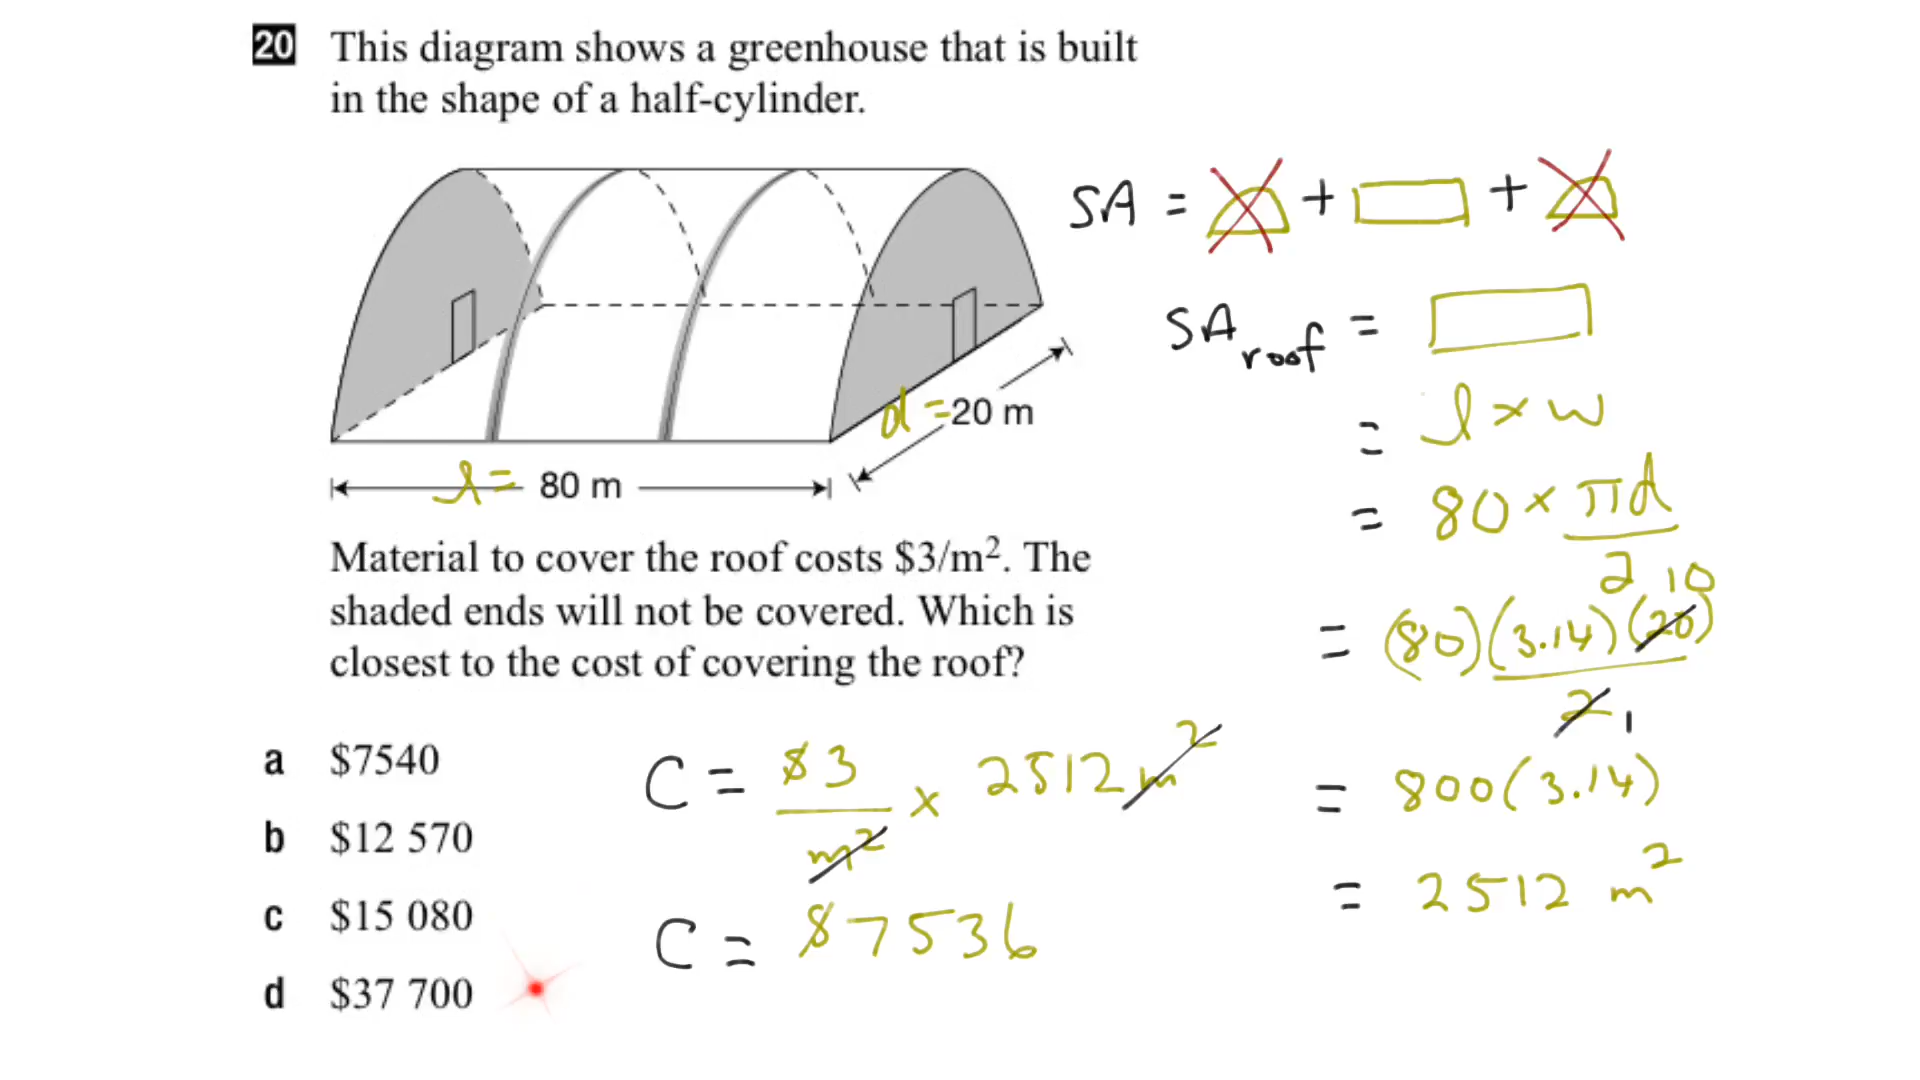 20 This diagram shows a greenhouse that is built
in the shape of a half-cylinder.
SA = + +
SA roof =
= l × w
d = 20 m
l = 80 m
= 80 × πd
2
Material to cover the roof costs $3/m². The
shaded ends will not be covered. Which is
closest to the cost of covering the roof?
10
= (80)(3.14)(20)
2 1
a $7540
b $12 570
c $15 080
d $37 700
C = $3 × 2512 m²
m²
C = $7536
= 800(3.14)
= 2512 m²